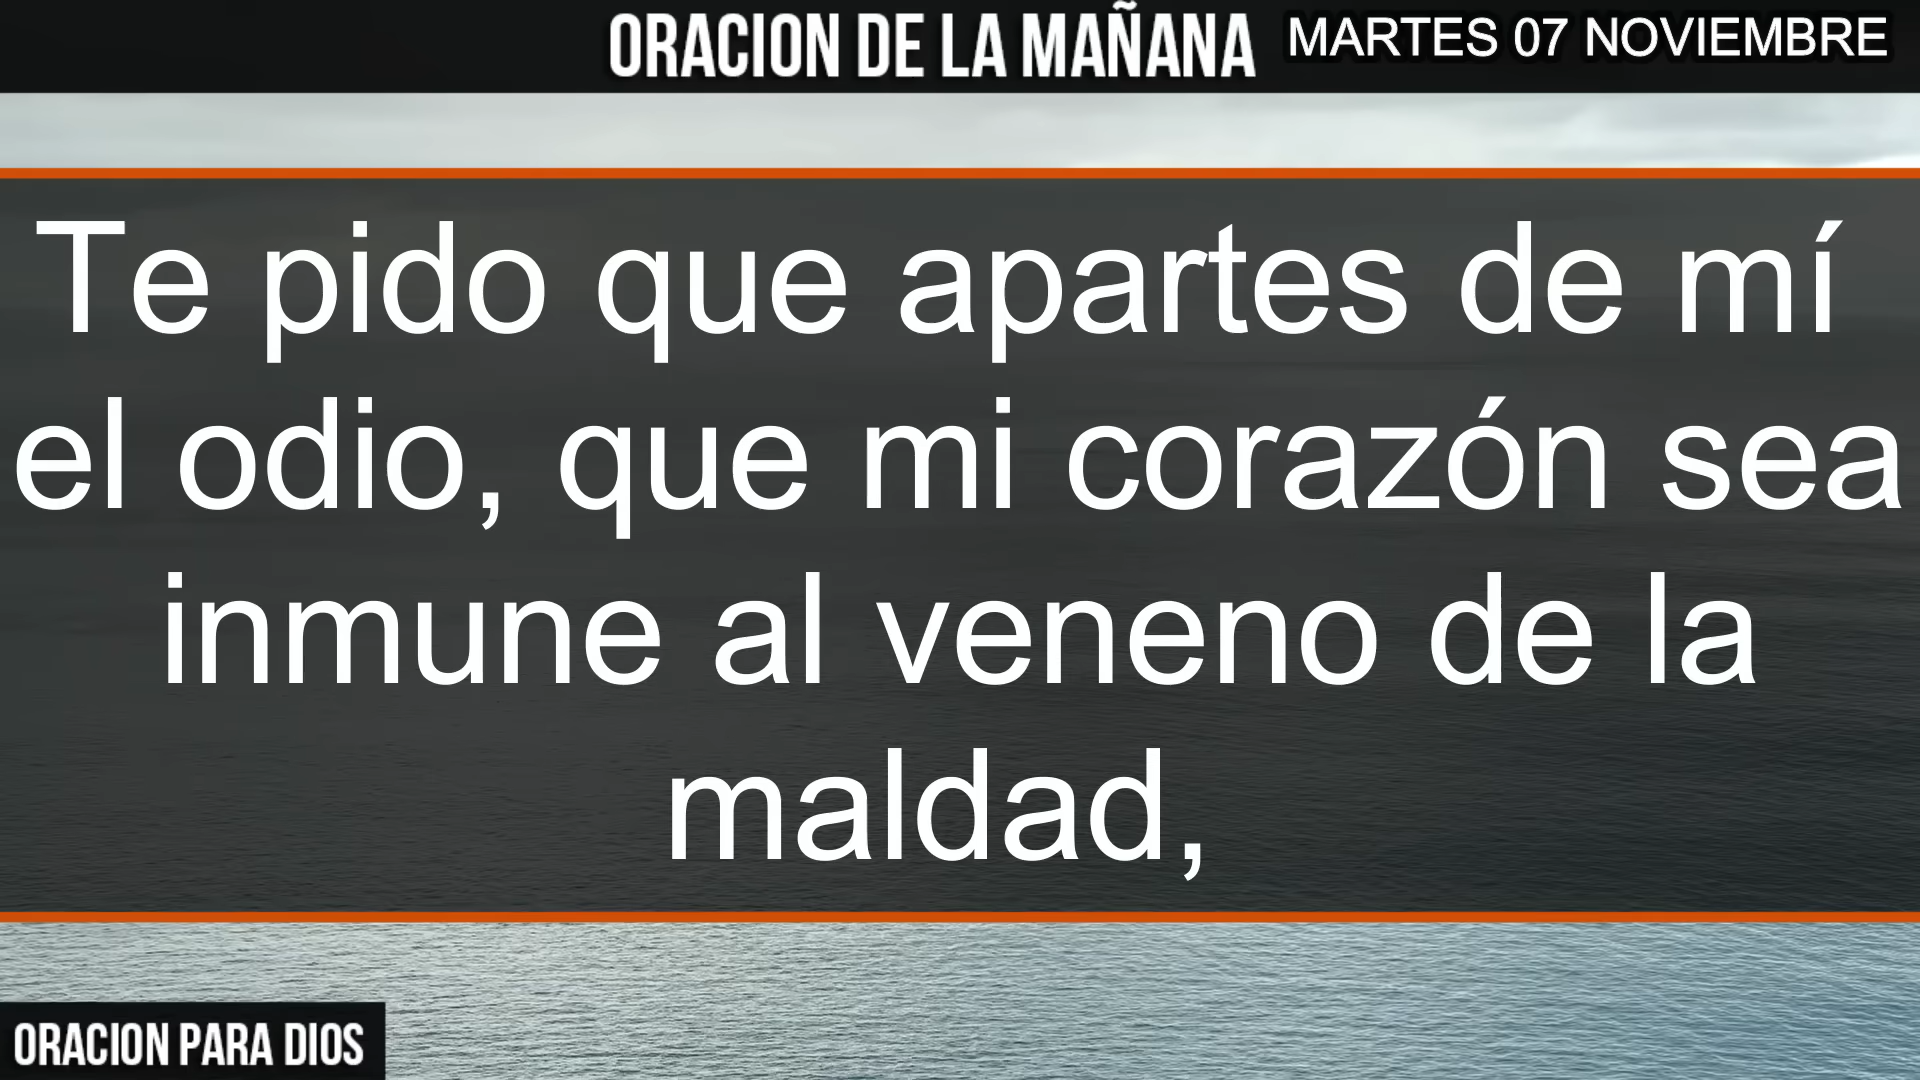 ORACION DE LA MAÑANA
MARTES 07 NOVIEMBRE
Te pido que apartes de mí
el odio, que mi corazón sea
inmune al veneno de la
maldad,
ORACION PARA DIOS